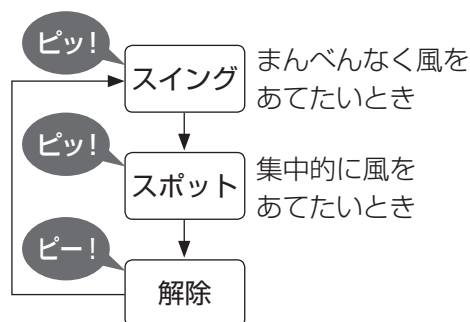 ピッ!
スイング
まんべんなく風を
あてたいとき
ピッ!
スポット
集中的に風を
あてたいとき
ピー!
解除